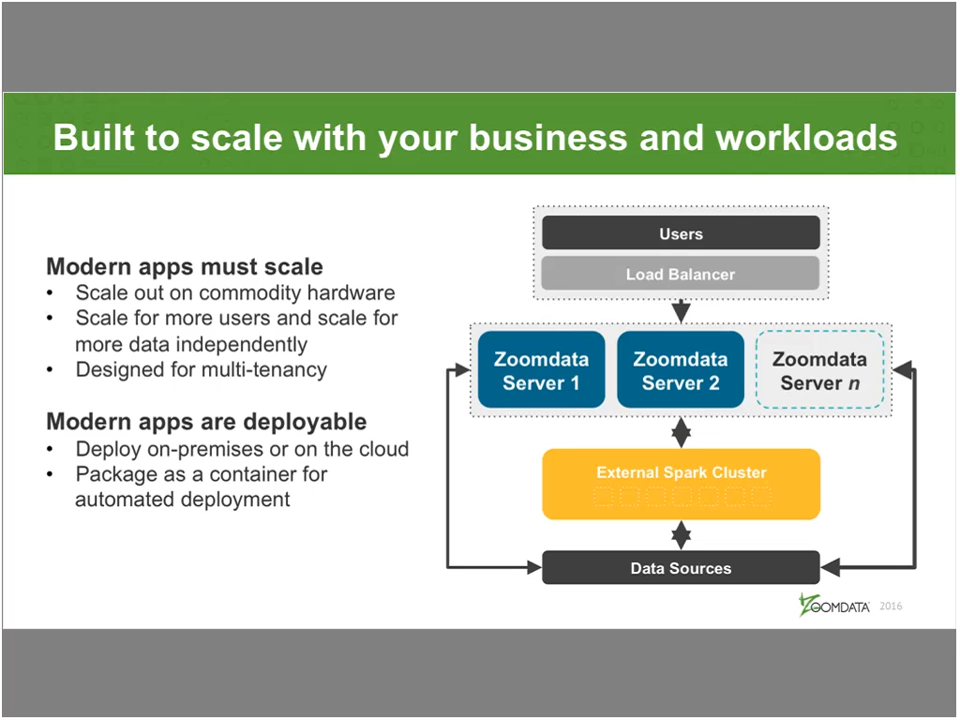 Built to scale with your business and workloads
Modern apps must scale
• Scale out on commodity hardware
• Scale for more users and scale for
more data independently
• Designed for multi-tenancy
Modern apps are deployable
• Deploy on-premises or on the cloud
• Package as a container for
automated deployment
Users
Load Balancer
Zoomdata
Server 1
Zoomdata
Server 2
Zoomdata
Server n
External Spark Cluster
Data Sources
ZOOMDATA 2016